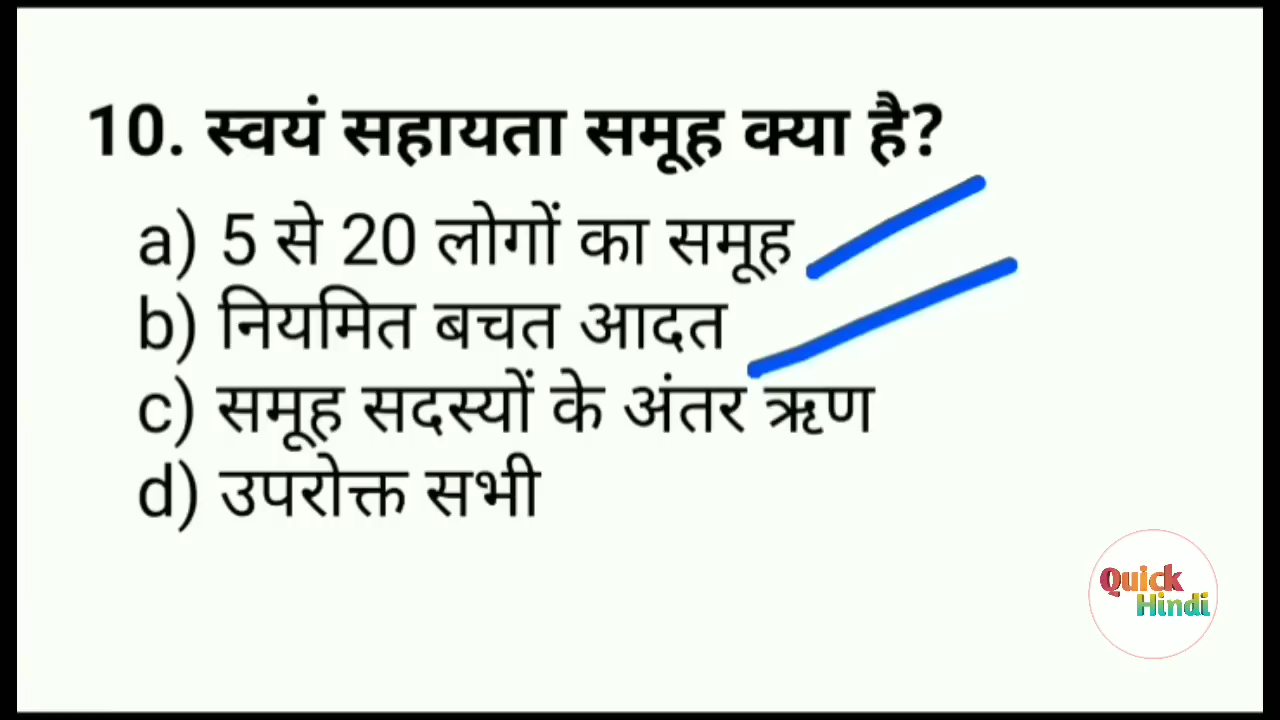 10. स्वयं सहायता समूह क्या है?
a) 5 से 20 लोगों का समूह
b) नियमित बचत आदत
c) समूह सदस्यों के अंतर ऋण
d) उपरोक्त सभी
Quick
Hindi